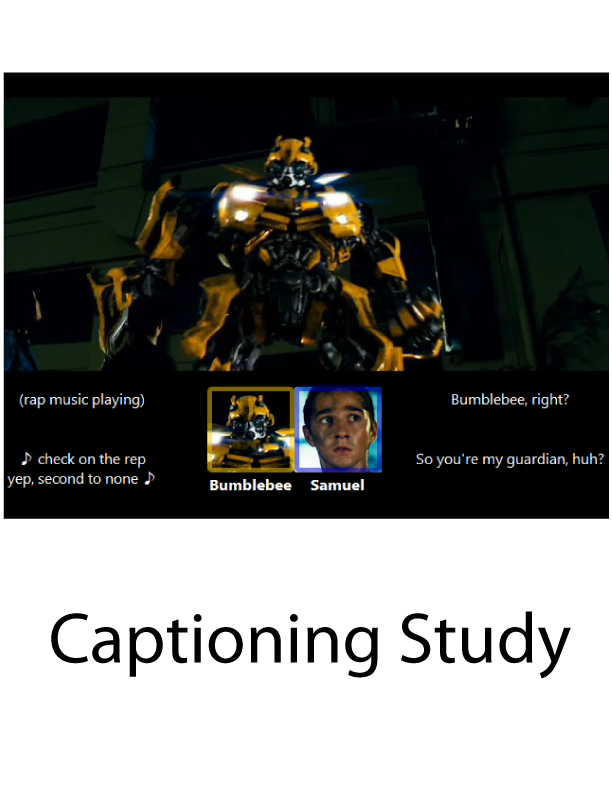 (rap music playing)
♪ check on the rep
yep, second to none ♪
Bumblebee
Samuel
Bumblebee, right?
So you're my guardian, huh?
Captioning Study